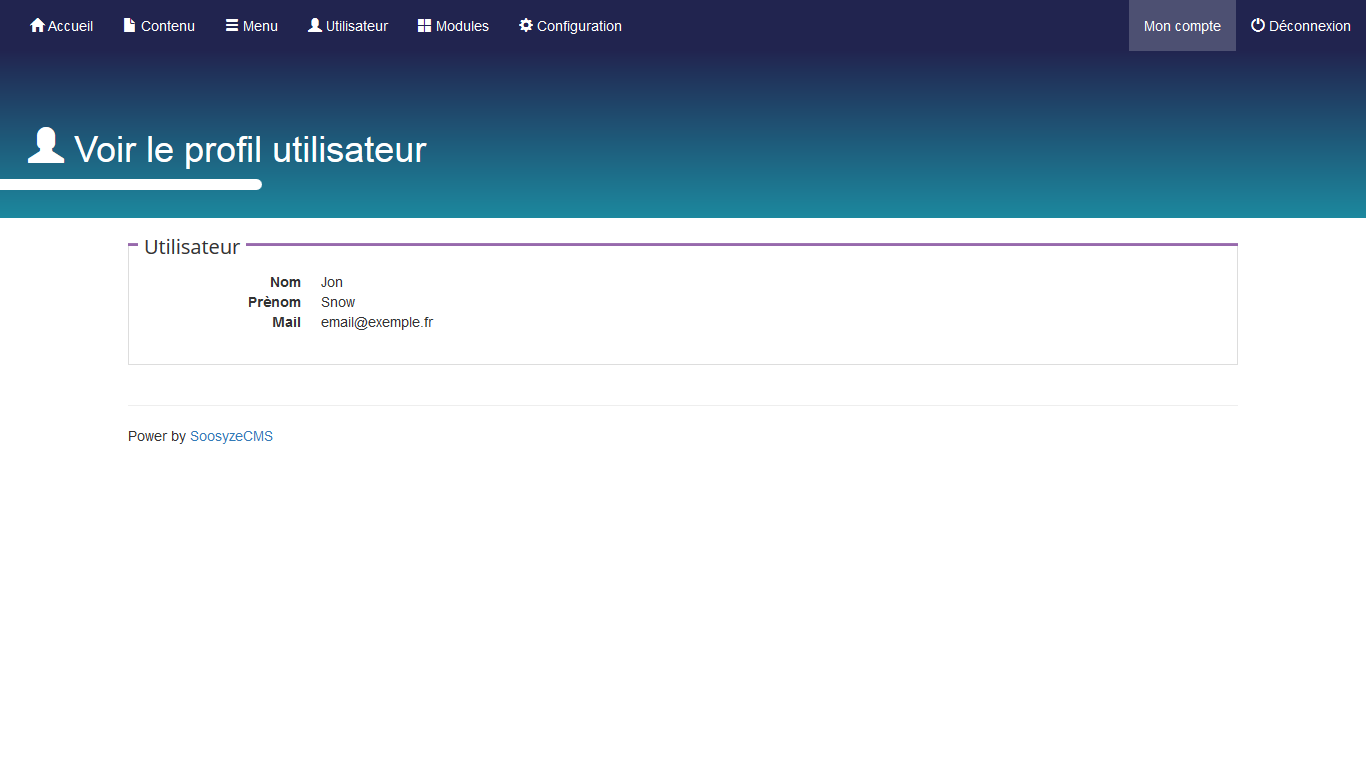 Accueil Contenu Menu Utilisateur Modules Configuration Mon compte Déconnexion
Voir le profil utilisateur
Utilisateur
Nom Jon
Prènom Snow
Mail email@exemple.fr
Power by SoosyzeCMS